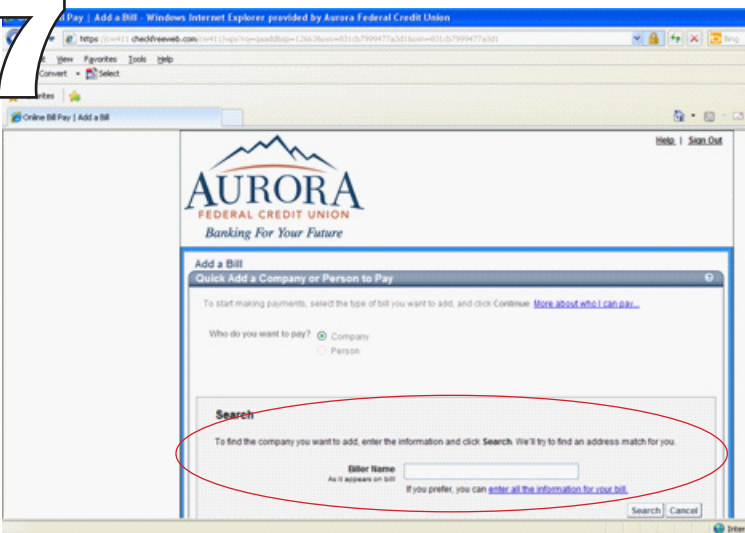 7
Pay | Add a Bill - Windows Internet Explorer provided by Aurora Federal Credit Union
https checkfreeweb.com
View Favorites Tools Help
Convert Select
Online Bill Pay | Add a Bill
Help | Sign Out
AURORA
FEDERAL CREDIT UNION
Banking For Your Future
Add a Bill
Quick Add a Company or Person to Pay
To start making payments, select the type of bill you want to add, and click Continue. More about who I can pay...
Who do you want to pay? Company
Person
Search
To find the company you want to add, enter the information and click Search. We'll try to find an address match for you.
Biller Name
As it appears on bill
If you prefer, you can enter all the information for your bill.
Search Cancel